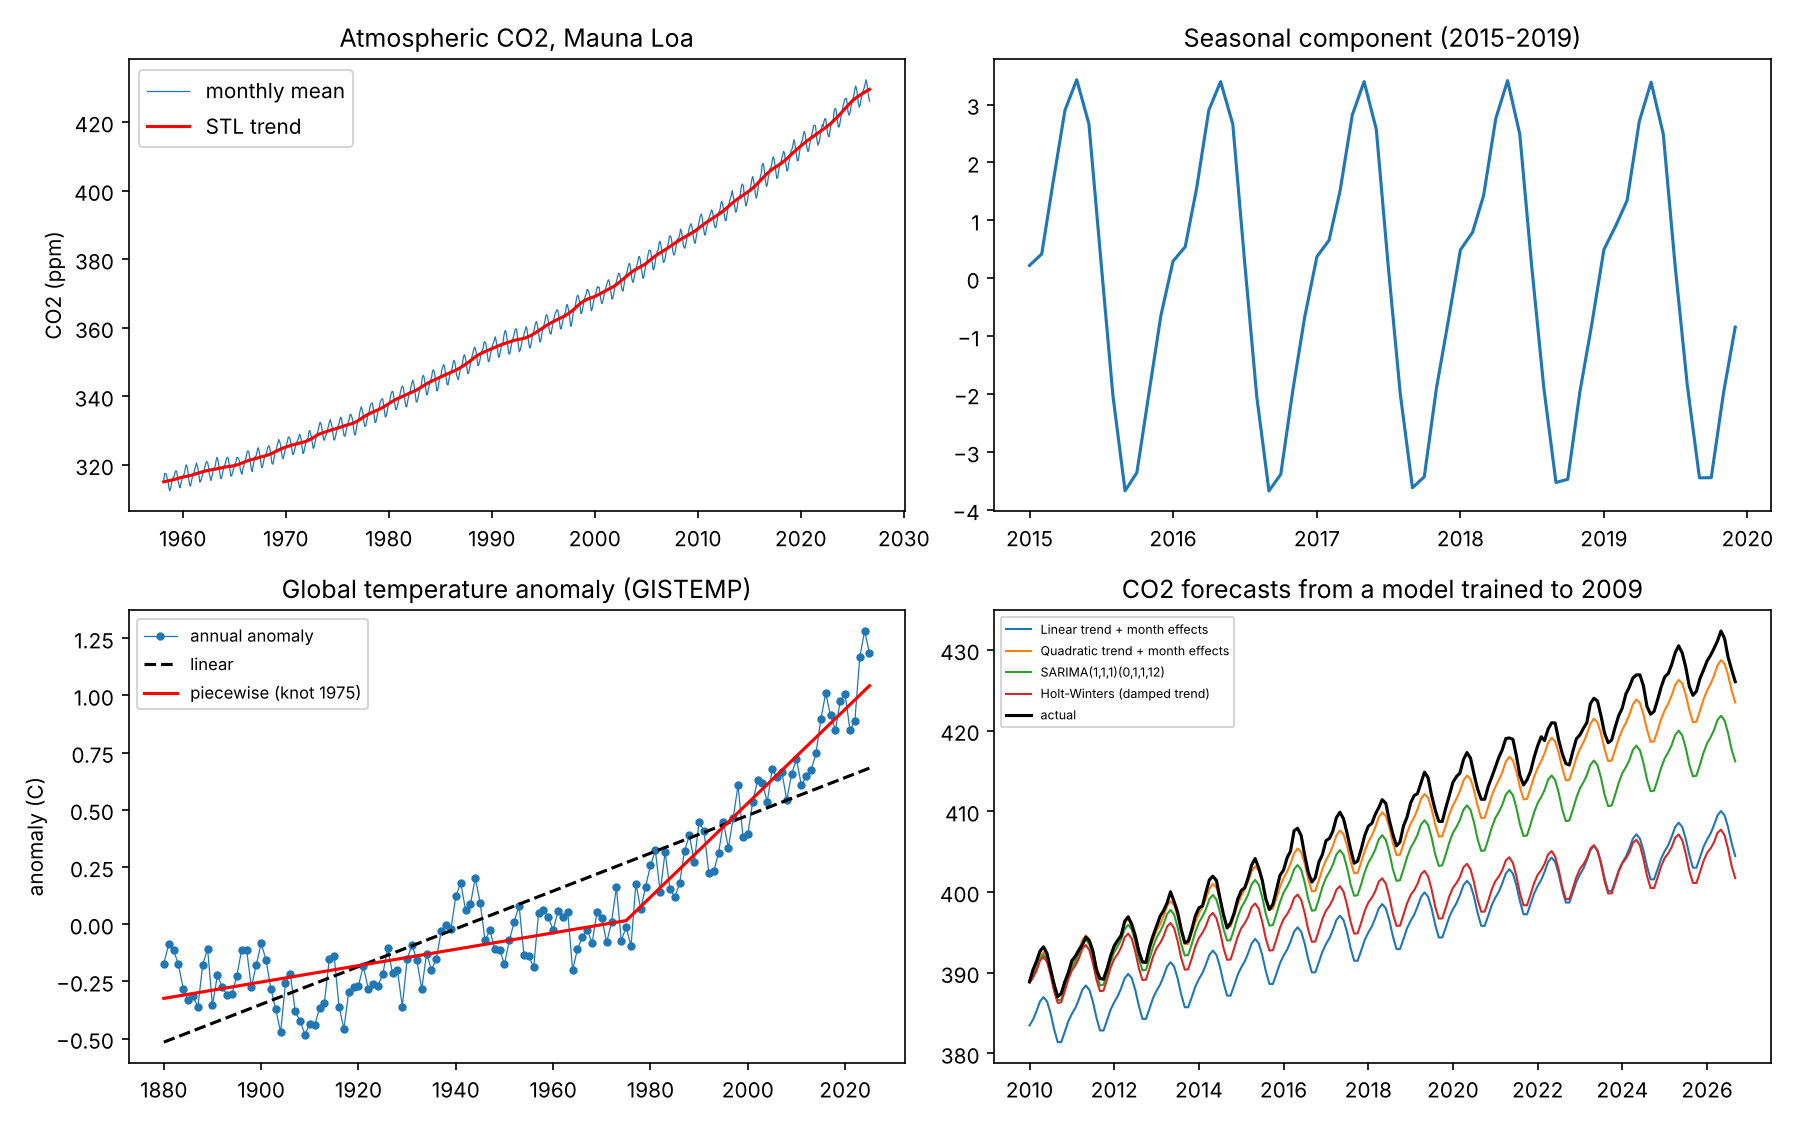 Atmospheric CO2, Mauna Loa
monthly mean
STL trend
CO2 (ppm)
420
400
380
360
340
320
1960 1970 1980 1990 2000 2010 2020 2030
Seasonal component (2015-2019)
3
2
1
0
−1
−2
−3
−4
2015 2016 2017 2018 2019 2020
Global temperature anomaly (GISTEMP)
annual anomaly
linear
piecewise (knot 1975)
anomaly (C)
1.25
1.00
0.75
0.50
0.25
0.00
−0.25
−0.50
1880 1900 1920 1940 1960 1980 2000 2020
CO2 forecasts from a model trained to 2009
Linear trend + month effects
Quadratic trend + month effects
SARIMA(1,1,1)(0,1,1,12)
Holt-Winters (damped trend)
actual
430
420
410
400
390
380
2010 2012 2014 2016 2018 2020 2022 2024 2026